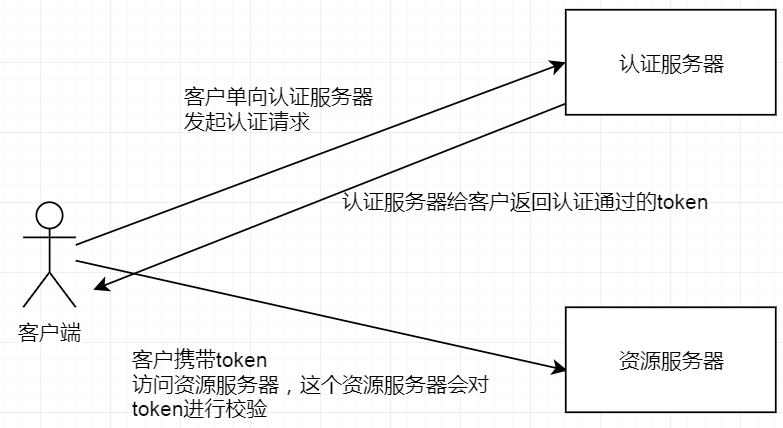 认证服务器
客户单向认证服务器
发起认证请求
认证服务器给客户返回认证通过的token
客户端
资源服务器
客户携带token
访问资源服务器，这个资源服务器会对
token进行校验